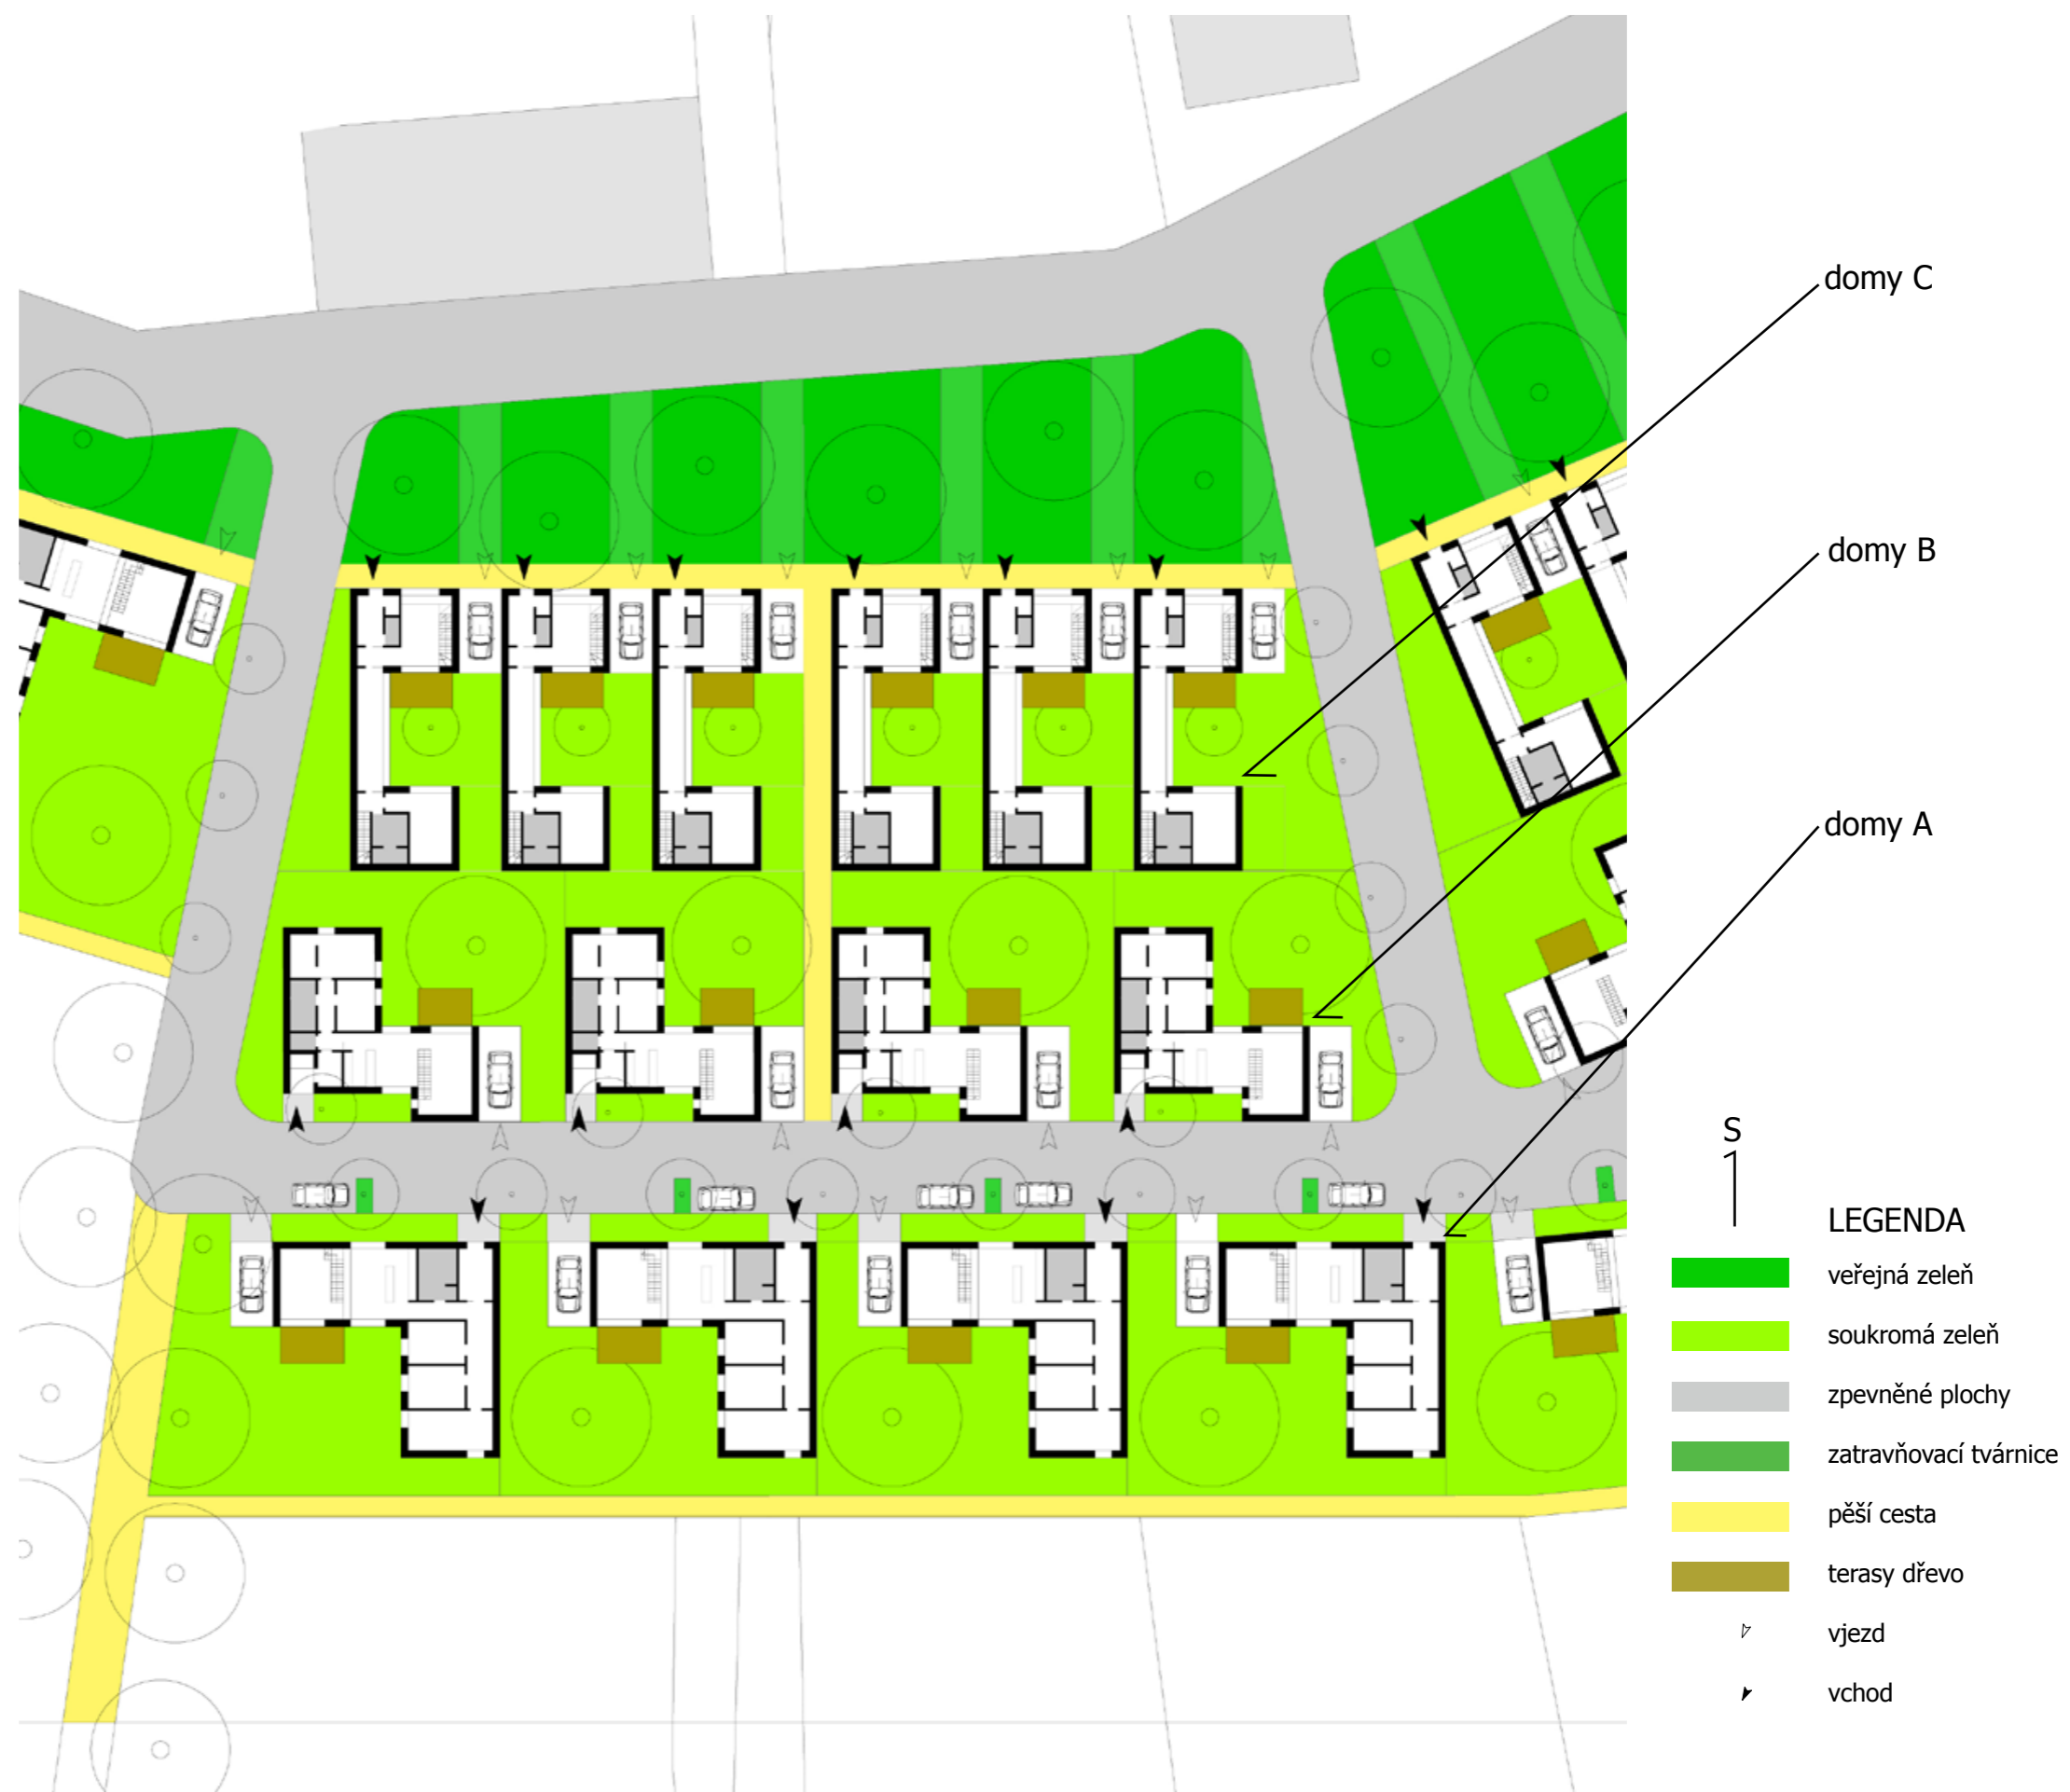 domy C
domy B
domy A
S
LEGENDA
veřejná zeleň
soukromá zeleň
zpevněné plochy
zatravňovací tvárnice
pěší cesta
terasy dřevo
vjezd
vchod